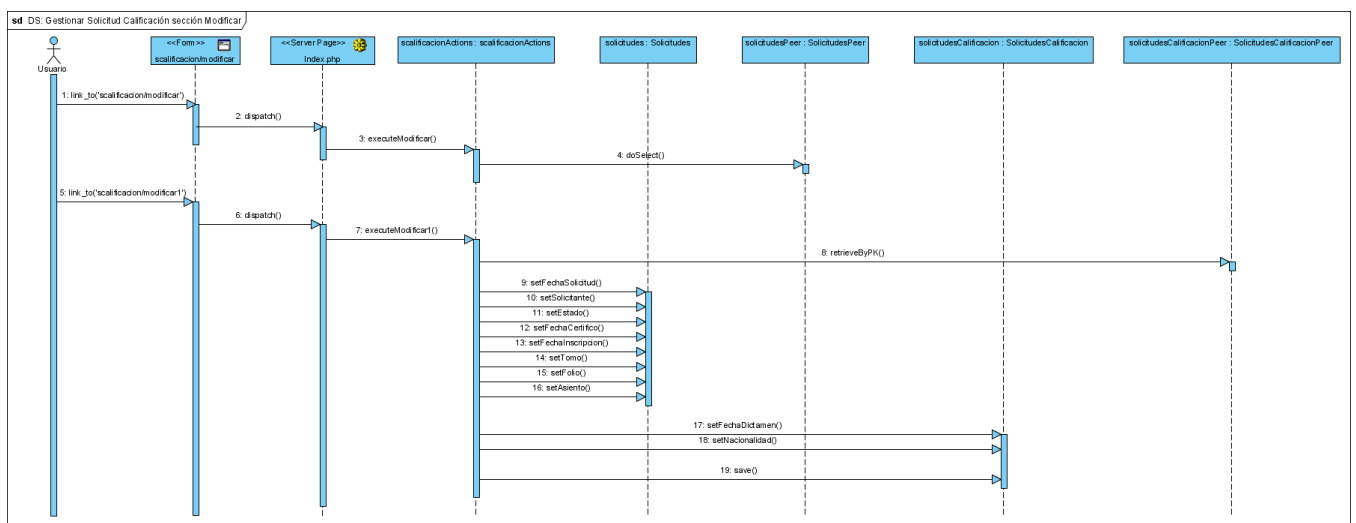 sd DS: Gestionar Solicitud Calificación sección Modificar
Usuario
<<Form>>
scalificacion/modificar
<<Server Page>>
Index.php
scalificacionActions : scalificacionActions
solicitudes : Solicitudes
solicitudesPeer : SolicitudesPeer
solicitudesCalificacion : SolicitudesCalificacion
solicitudesCalificacionPeer : SolicitudesCalificacionPeer
1: link_to('scalificacion/modificar')
2: dispatch()
3: executeModificar()
4: doSelect()
5: link_to('scalificacion/modificar1')
6: dispatch()
7: executeModificar1()
8: retrieveByPK()
9: setFechaSolicitud()
10: setSolicitante()
11: setEstado()
12: setFechaCertifico()
13: setFechaInscripcion()
14: setTomo()
15: setFolio()
16: setAsiento()
17: setFechaDictamen()
18: setNacionalidad()
19: save()